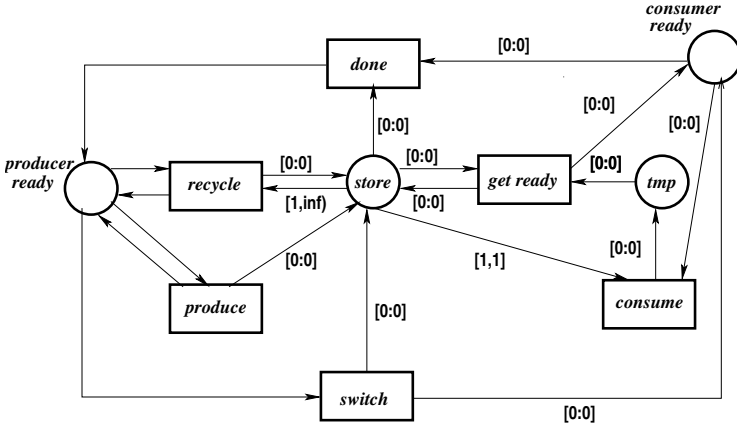 consumer
ready
[0:0]
done
[0:0]
[0:0]
[0:0]
producer
ready
[0:0]
[0:0]
[0:0]
recycle
store
get ready
tmp
[0:0]
[1,inf)
[0:0]
[1,1]
[0:0]
produce
consume
[0:0]
switch
[0:0]